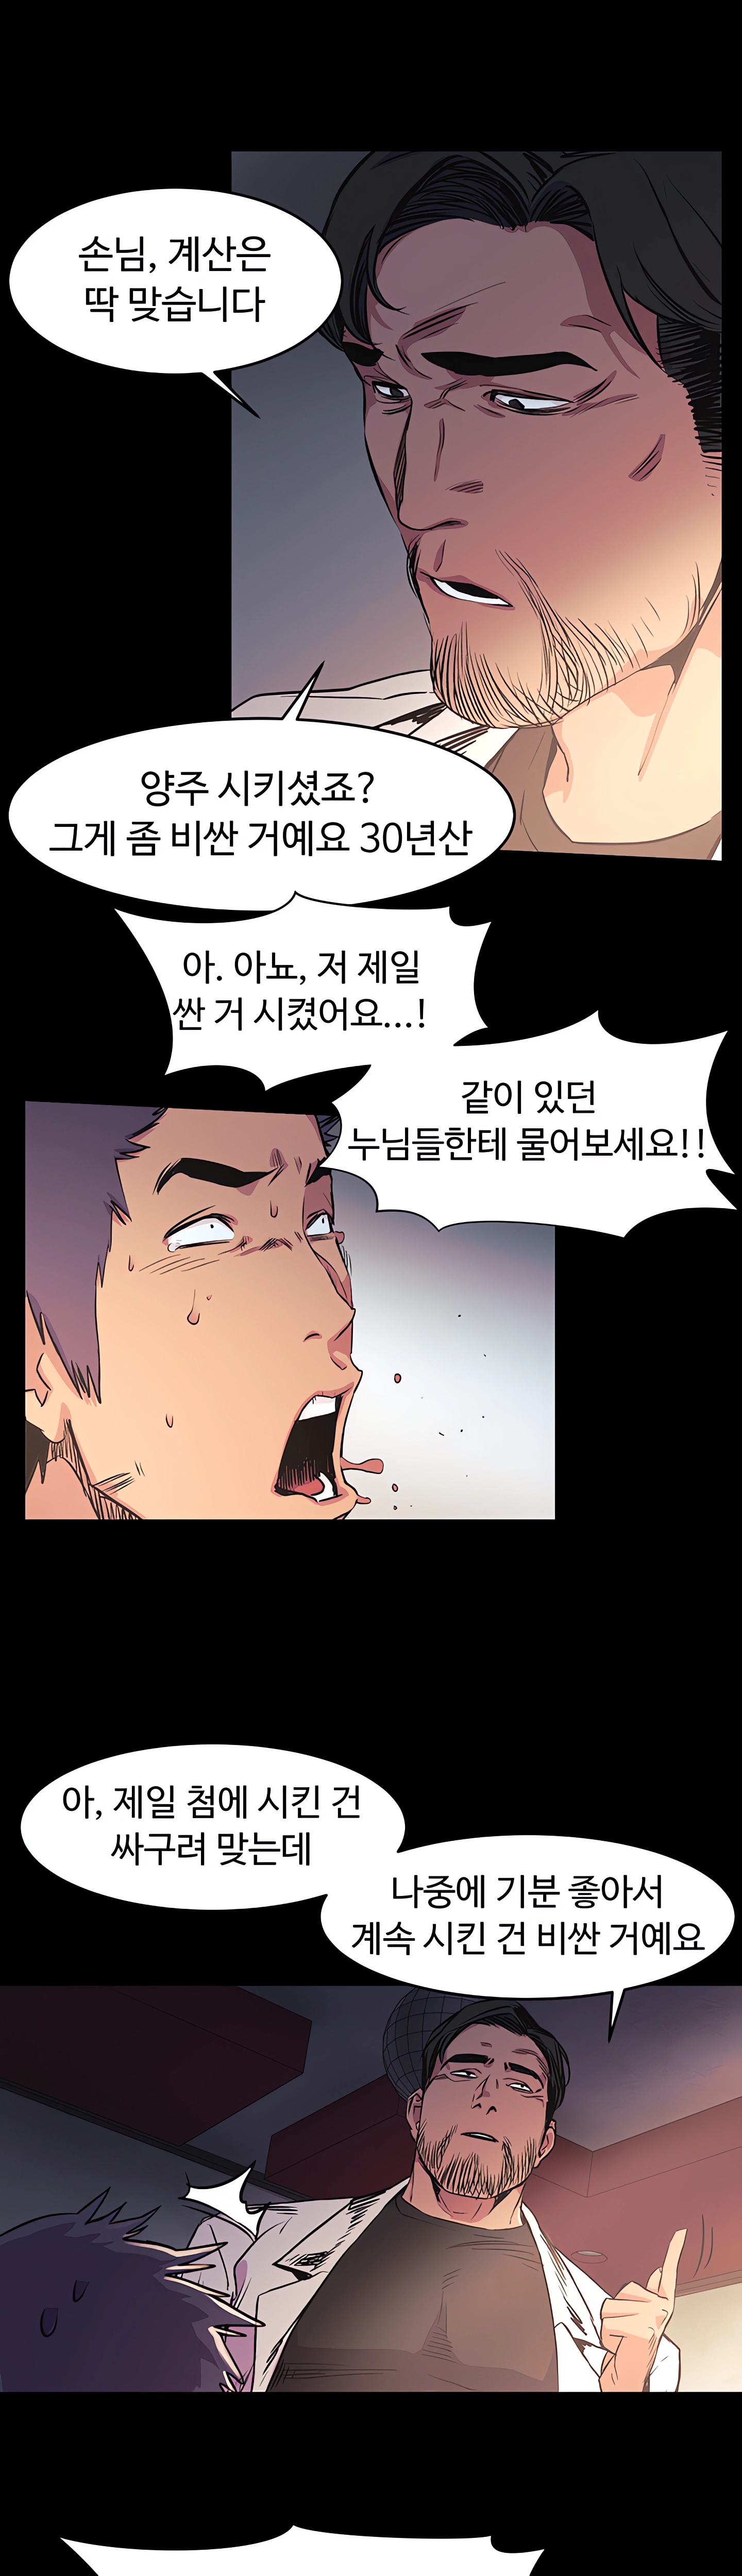 손님, 계산은
딱 맞습니다
양주 시키셨죠?
그게 좀 비싼 거예요 30년산
아. 아뇨, 저 제일
싼 거 시켰어요...!
같이 있던
누님들한테 물어보세요!!
아, 제일 첨에 시킨 건
싸구려 맞는데
나중에 기분 좋아서
계속 시킨 건 비싼 거예요